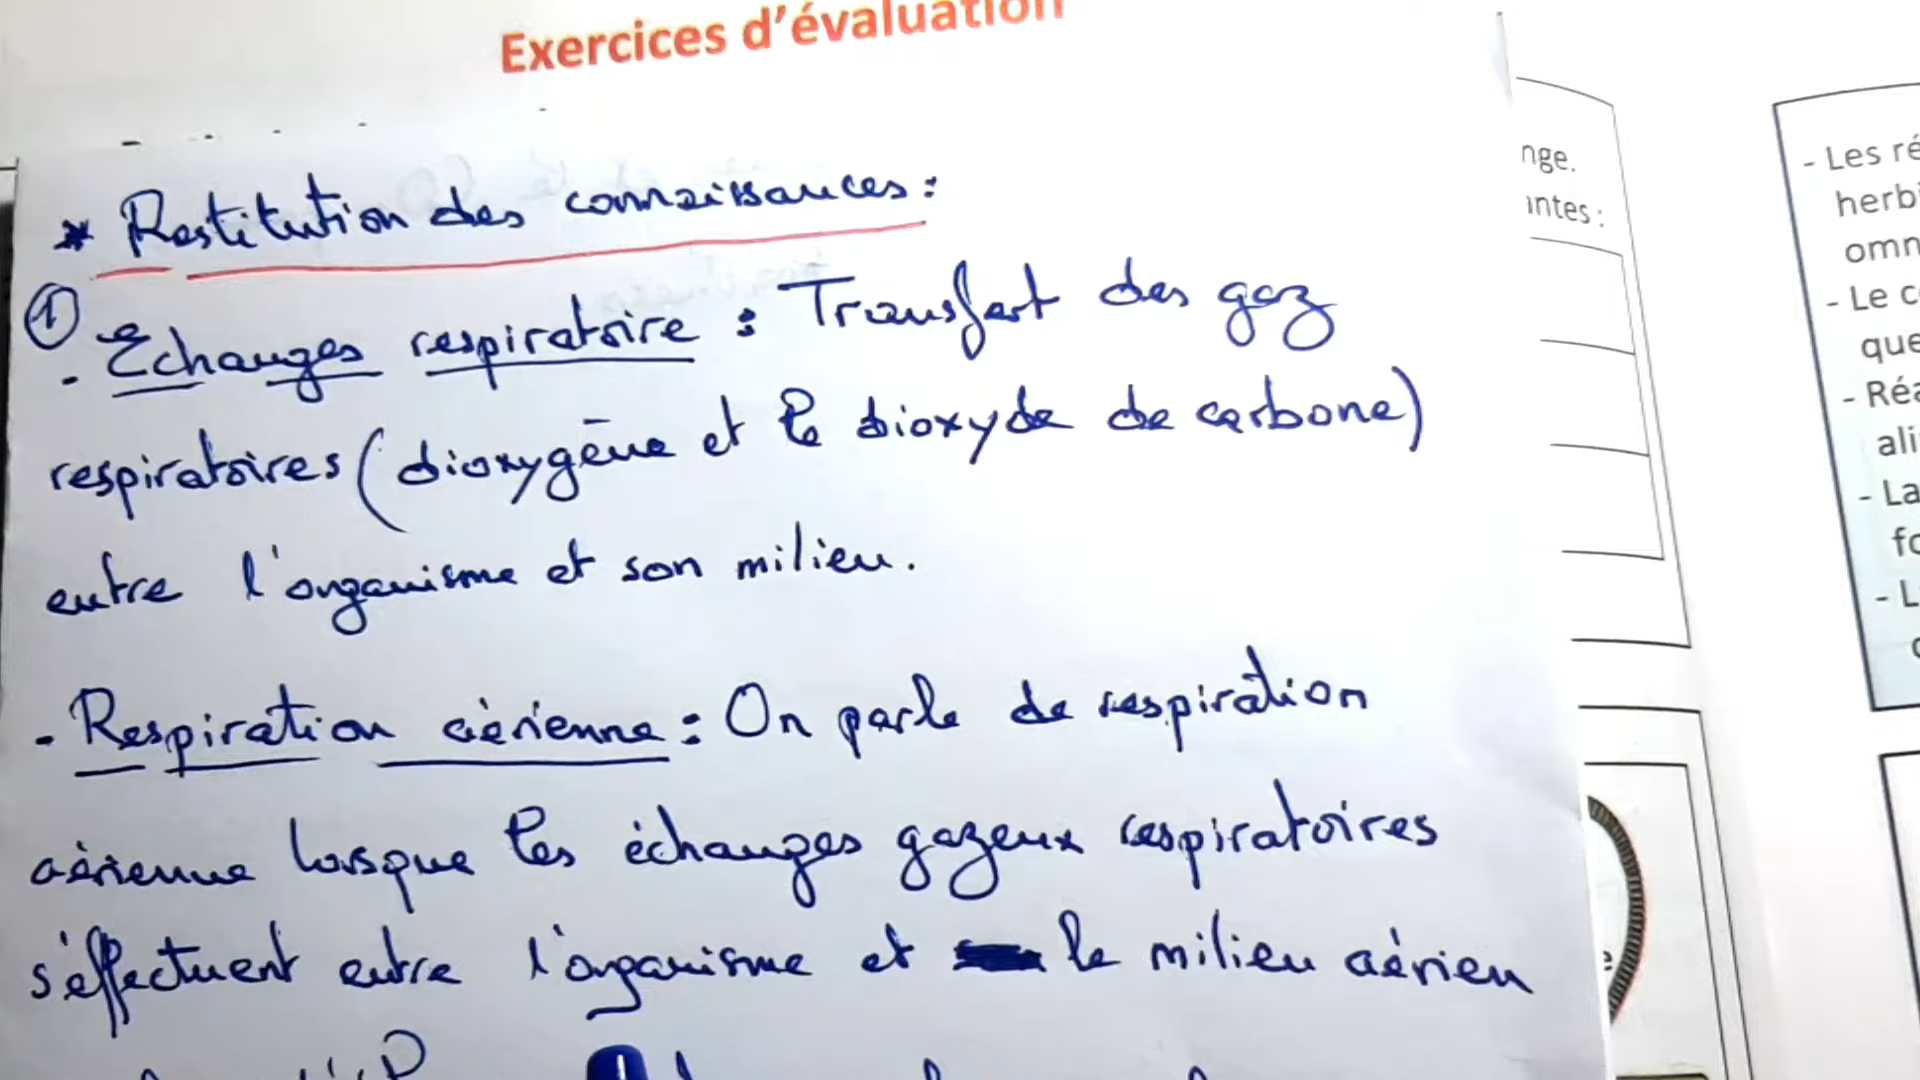 Exercices d'évaluation
* Restitution des connaissances :
① - Echanges respiratoire : Transfert des gaz
respiratoires (dioxygène et le dioxyde de carbone)
entre l'organisme et son milieu.
- Respiration aérienne : On parle de respiration
aérienne lorsque les échanges gazeux respiratoires
s'effectuent entre l'organisme et le milieu aérien
nge.
antes :
- Les ré
herbi
omn
- Le c
que
- Réa
ali
- La
fo
- L